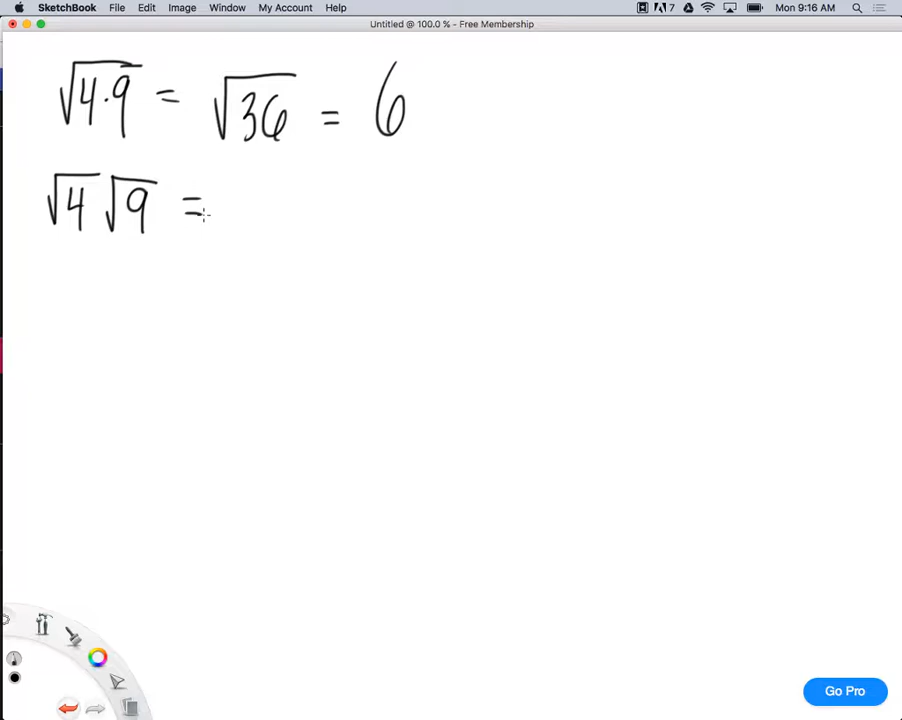 SketchBook File Edit Image Window My Account Help 7 Mon 9:16 AM
Untitled @ 100.0 % - Free Membership
√4·9 = √36 = 6
√4 √9 =
Go Pro